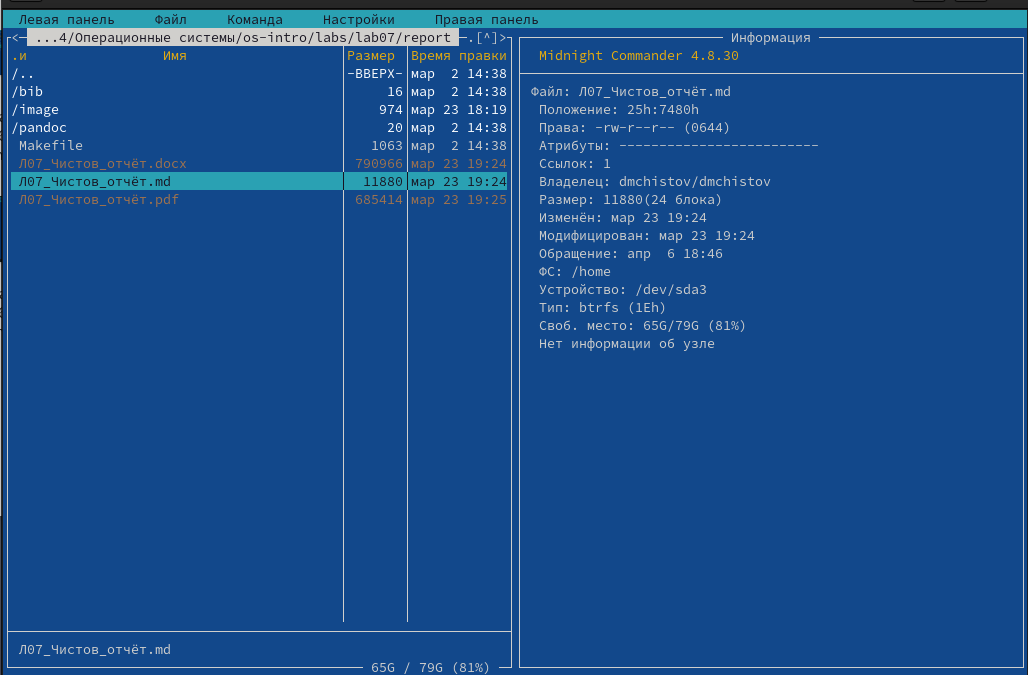 Левая панель Файл Команда Настройки Правая панель
<─ ...4/Операционные системы/os-intro/labs/lab07/report ─.[^]>
.и Имя Размер Время правки
/.. -ВВЕРХ- мар 2 14:38
/bib 16 мар 2 14:38
/image 974 мар 23 18:19
/pandoc 20 мар 2 14:38
Makefile 1063 мар 2 14:38
Л07_Чистов_отчёт.docx 790966 мар 23 19:24
Л07_Чистов_отчёт.md 11880 мар 23 19:24
Л07_Чистов_отчёт.pdf 685414 мар 23 19:25
Л07_Чистов_отчёт.md
65G / 79G (81%)
Информация
Midnight Commander 4.8.30
Файл: Л07_Чистов_отчёт.md
Положение: 25h:7480h
Права: -rw-r--r-- (0644)
Атрибуты: -------------------------
Ссылок: 1
Владелец: dmchistov/dmchistov
Размер: 11880(24 блока)
Изменён: мар 23 19:24
Модифицирован: мар 23 19:24
Обращение: апр 6 18:46
ФС: /home
Устройство: /dev/sda3
Тип: btrfs (1Eh)
Своб. место: 65G/79G (81%)
Нет информации об узле